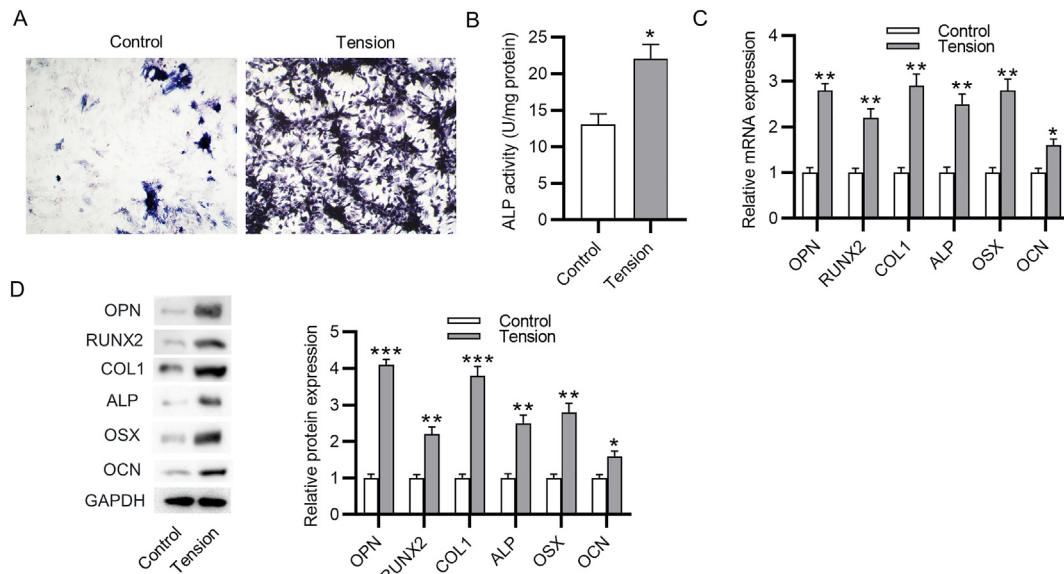 A
Control
Tension
B
ALP activity (U/mg protein)
25
20
15
10
5
0
*
Control
Tension
C
Relative mRNA expression
4
3
2
1
0
Control
Tension
**
**
**
**
**
*
OPN
RUNX2
COL1
ALP
OSX
OCN
D
OPN
RUNX2
COL1
ALP
OSX
OCN
GAPDH
Control
Tension
Relative protein expression
5
4
3
2
1
0
Control
Tension
***
**
***
**
**
*
OPN
RUNX2
COL1
ALP
OSX
OCN